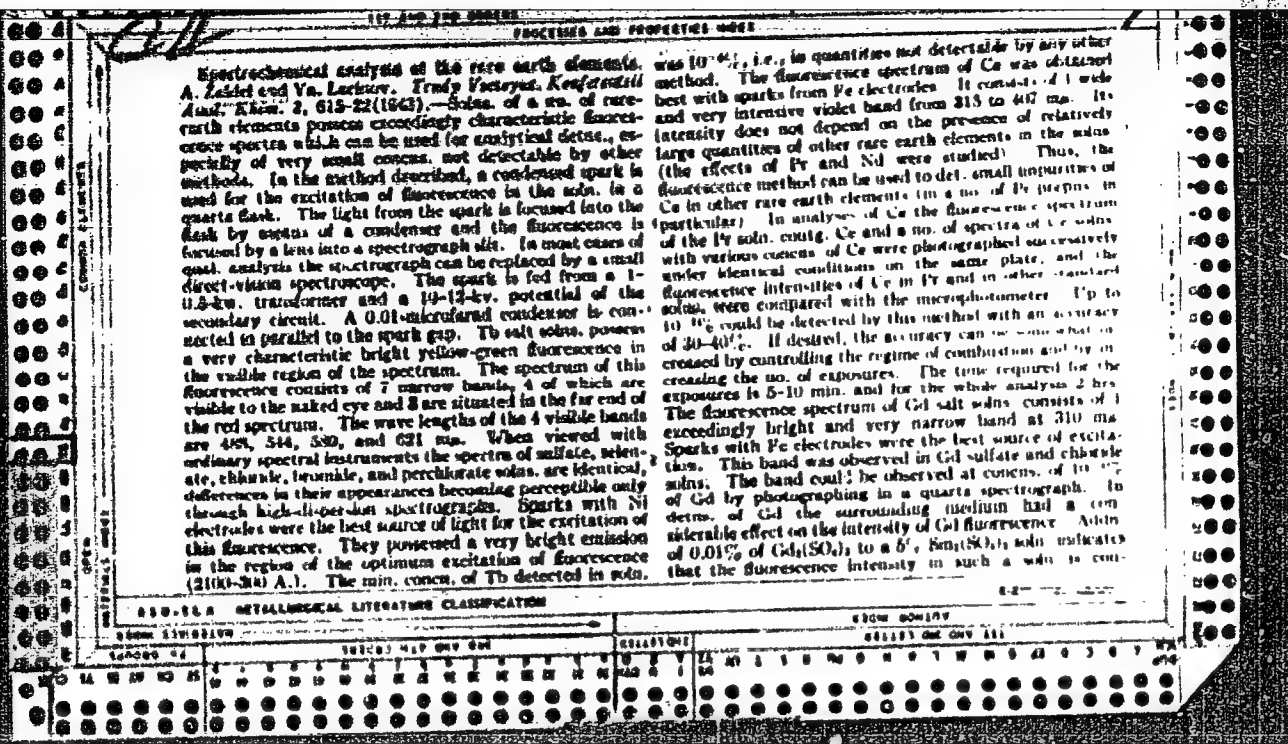 PROCESSES AND PROPERTIES INDEX
Spectrochemical analysis of the rare earth elements.
A. Zaidel and Ya. Larionov. Trudy Vsesoyuz. Konferentsii
Anal. Khim. 2, 615-22(1943).—Solns. of a no. of rare-
earth elements possess exceedingly characteristic fluores-
cence spectra which can be used for analytical detns., es-
pecially of very small concns. not detectable by other
methods. In the method described, a condensed spark is
used for the excitation of fluorescence in the soln. in a
quartz flask. The light from the spark is focused into the
flask by means of a condenser and the fluorescence is
focused by a lens into a spectrograph slit. In most cases of
qual. analysis the spectrograph can be replaced by a small
direct-vision spectroscope. The spark is fed from a 1-
0.5-kw. transformer and a 10-12-kv. potential of the
secondary circuit. A 0.01-microfarad condenser is con-
nected in parallel to the spark gap. Tb salt solns. possess
a very characteristic bright yellow-green fluorescence in
the visible region of the spectrum. The spectrum of this
fluorescence consists of 7 narrow bands, 4 of which are
visible to the naked eye and 3 are situated in the far end of
the red spectrum. The wave lengths of the 4 visible bands
are 488, 544, 580, and 621 mµ. When viewed with
ordinary spectral instruments the spectra of sulfate, selen-
ate, chloride, bromide, and perchlorate solns. are identical,
differences in their appearances becoming perceptible only
through high-dispersion spectrographs. Sparks with Ni
electrodes were the best source of light for the excitation of
this fluorescence. They possessed a very bright emission
in the region of the optimum excitation of fluorescence
(2100-300 A.). The min. concn. of Tb detected in soln.
was i.e., in quantities not detectable by any other
method. The fluorescence spectrum of Ce was obtained
best with sparks from Fe electrodes. It consists of 1 wide
and very intensive violet band from 315 to 407 mµ. Its
intensity does not depend on the presence of relatively
large quantities of other rare earth elements in the solns
(the effects of Pr and Nd were studied) Thus, the
fluorescence method can be used to det. small impurities of
Ce in other rare earth elements (in a no. of Pr prepns. in
particular) In analyses of Ce the fluorescence spectrum
of the Pr soln. contg. Ce and a no. of spectra of Ce solns.
with various concns of Ce were photographed successively
under identical conditions on the same plate, and the
fluorescence intensities of Ce in Pr and in other standard
solns. were compared with the microphotometer Up to
could be detected by this method with an accuracy
of 30-40%. If desired, the accuracy can be somewhat in-
creased by controlling the regime of combustion and by in-
creasing the no. of exposures. The time required for the
exposures is 5-10 min. and for the whole analysis 2 hrs.
The fluorescence spectrum of Gd salt solns. consists of 1
exceedingly bright and very narrow band at 310 mµ
Sparks with Fe electrodes were the best source of excita-
tion. This band was observed in Gd sulfate and chloride
solns. The band could be observed at concns. of
of Gd by photographing in a quartz spectrograph. In
detns. of Gd the surrounding medium had a con
siderable effect on the intensity of Gd fluorescence Addn
of 0.01% of Gd₂(SO₄)₃ to a Sm₂(SO₄)₃ soln indicates
that the fluorescence intensity in such a soln is con-
METALLURGICAL LITERATURE CLASSIFICATION